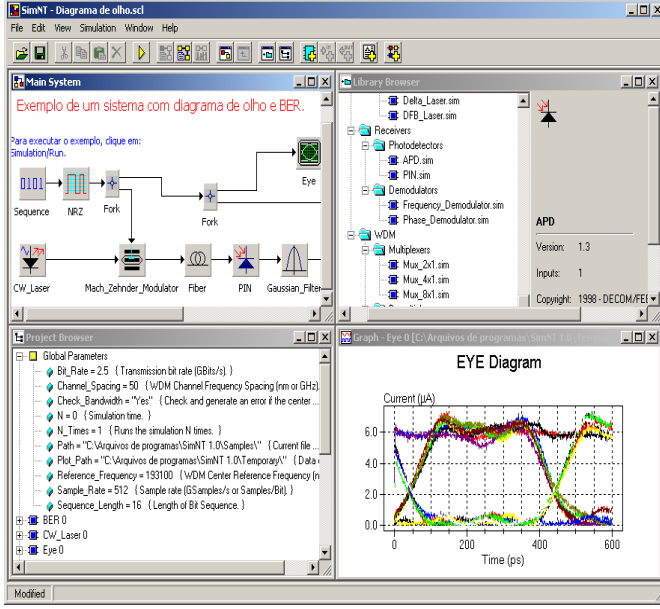 SimNT - Diagrama de olho.scl
File Edit View Simulation Window Help
Main System
Exemplo de um sistema com diagrama de olho e BER.
Para executar o exemplo, clique em:
Simulation/Run.
0101
Eye
Sequence NRZ Fork
Fork
CW_Laser Mach_Zehnder_Modulator Fiber PIN Gaussian_Filter
Library Browser
Delta_Laser.sim
DFB_Laser.sim
Receivers
Photodetectors
APD.sim
PIN.sim
Demodulators
Frequency_Demodulator.sim
Phase_Demodulator.sim
WDM
Multiplexers
Mux_2x1.sim
Mux_4x1.sim
Mux_8x1.sim
APD
Version: 1.3
Inputs: 1
Copyright: 1998 - DECOM/FEE
Project Browser
Global Parameters
Bit_Rate = 2.5 { Transmission bit rate (GBits/s). }
Channel_Spacing = 50 { WDM Channel Frequency Spacing (nm or GHz).
Check_Bandwidth = "Yes" { Check and generate an error if the center ...
N = 0 { Simulation time. }
N_Times = 1 { Runs the simulation N times. }
Path = "C:\Arquivos de programas\SimNT 1.0\Samples\" { Current file ...
Plot_Path = "C:\Arquivos de programas\SimNT 1.0\Temporary\" { Data
Reference_Frequency = 193100 { WDM Center Reference Frequency (n
Sample_Rate = 512 { Sample rate (GSamples/s or Samples/Bit). }
Sequence_Length = 16 { Length of Bit Sequence. }
BER 0
CW_Laser 0
Eye 0
Graph - Eye 0 [C:\Arquivos de programas\SimNT 1.0\
EYE Diagram
Current (µA)
6.0
4.0
2.0
0.0
0 200 400 600
Time (ps)
Modified